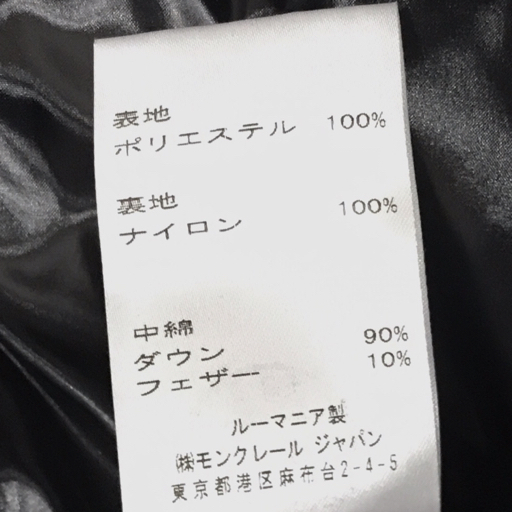 表地
ポリエステル 100%
裏地
ナイロン 100%
中綿
ダウン 90%
フェザー 10%
ルーマニア製
㈱モンクレール ジャパン
東京都港区麻布台2-4-5